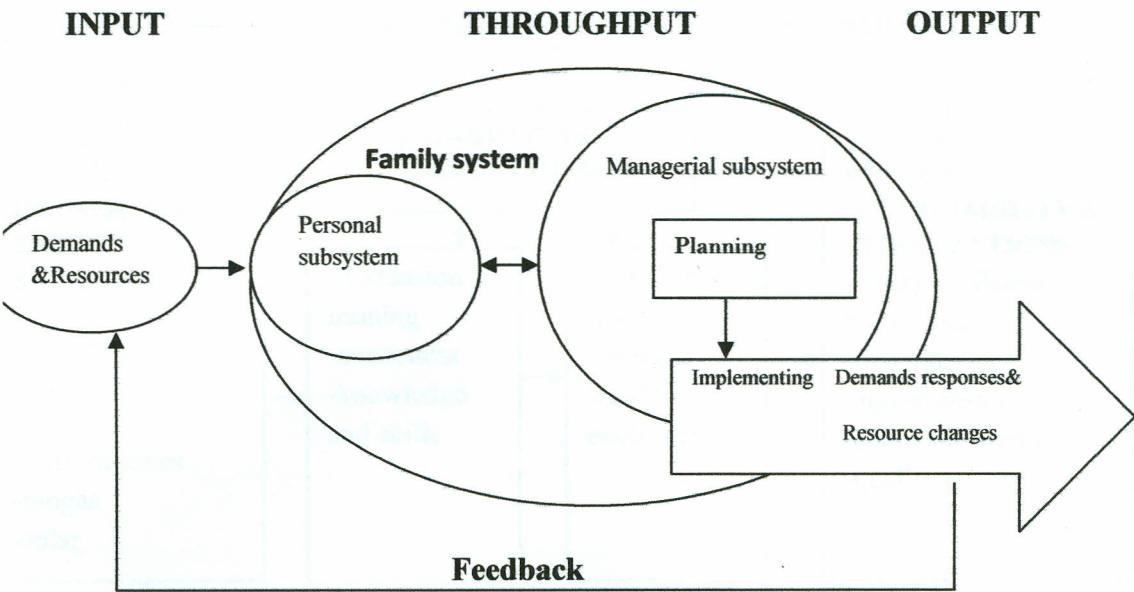 INPUT THROUGHPUT OUTPUT
Family system
Managerial subsystem
Personal
subsystem
Demands
&Resources
Planning
Implementing Demands responses&
Resource changes
Feedback